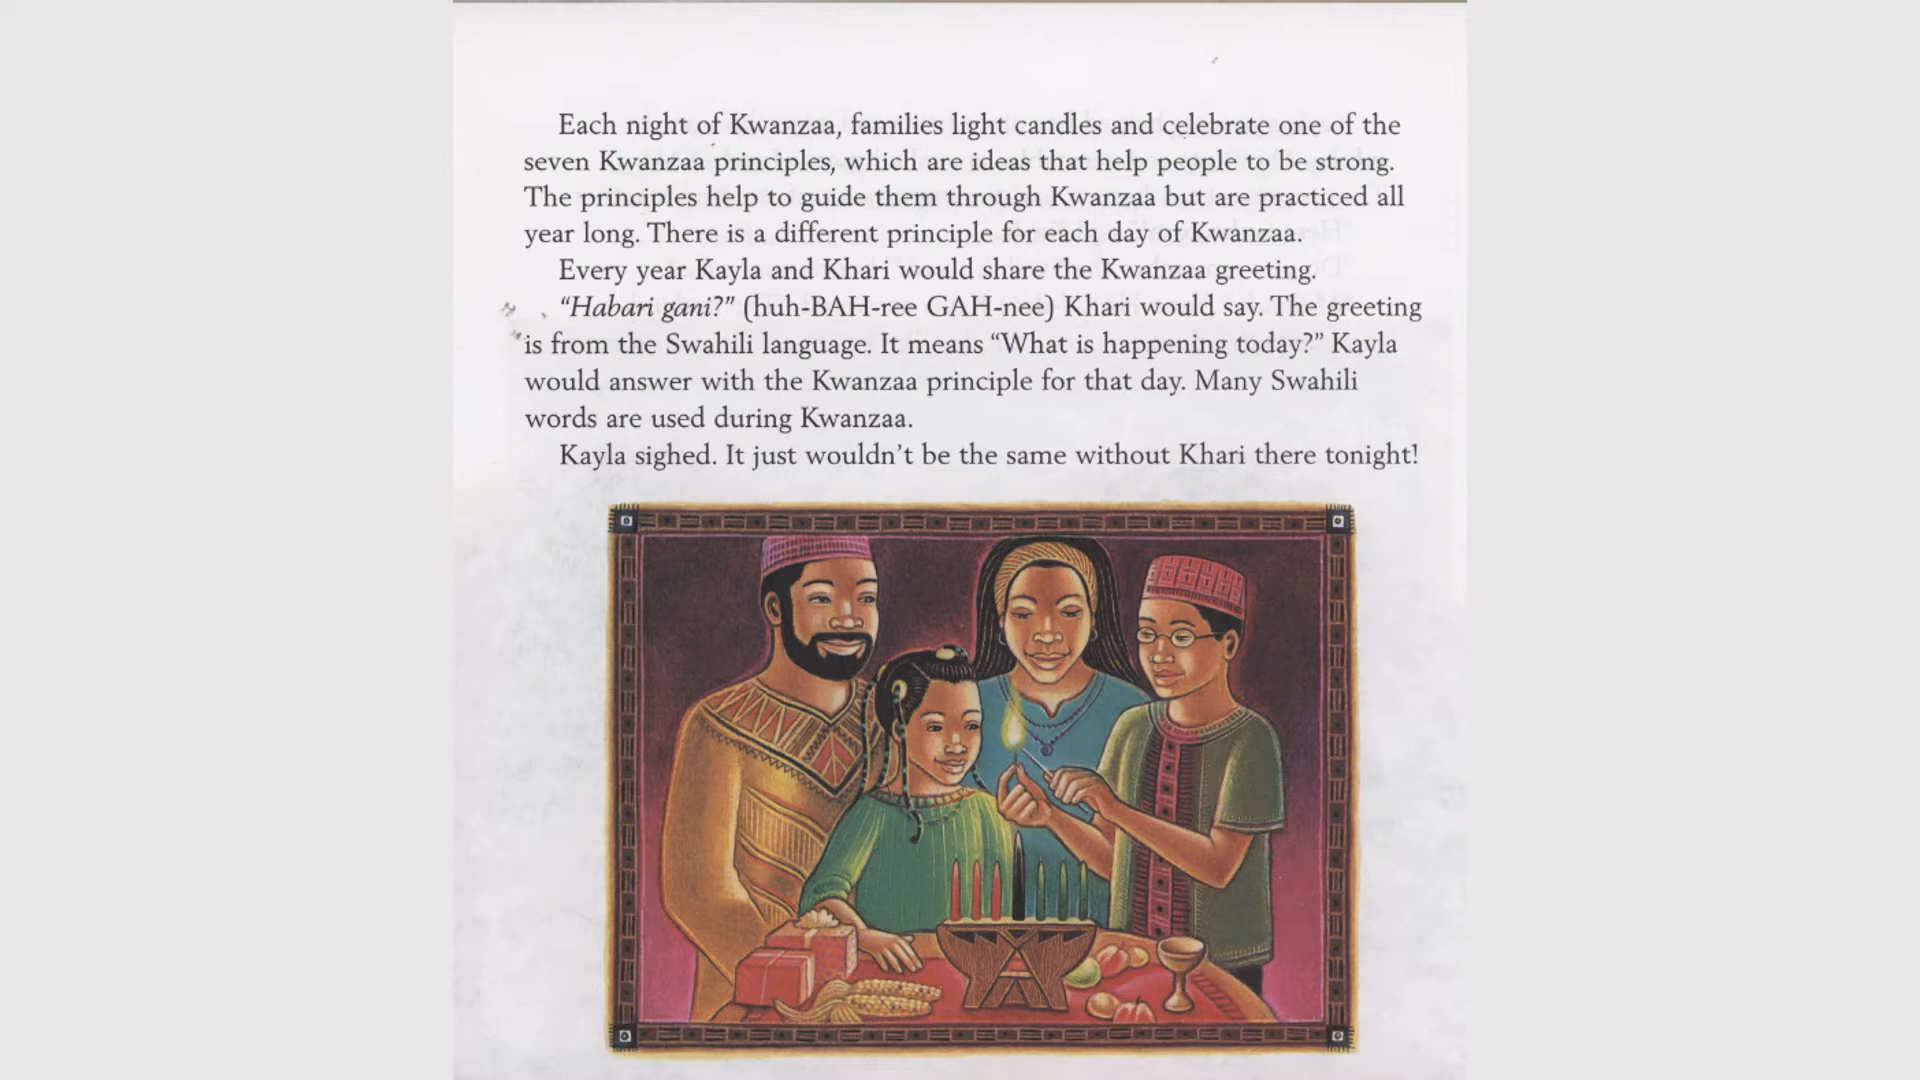 Each night of Kwanzaa, families light candles and celebrate one of the
seven Kwanzaa principles, which are ideas that help people to be strong.
The principles help to guide them through Kwanzaa but are practiced all
year long. There is a different principle for each day of Kwanzaa.
Every year Kayla and Khari would share the Kwanzaa greeting.
“Habari gani?” (huh-BAH-ree GAH-nee) Khari would say. The greeting
is from the Swahili language. It means “What is happening today?” Kayla
would answer with the Kwanzaa principle for that day. Many Swahili
words are used during Kwanzaa.
Kayla sighed. It just wouldn’t be the same without Khari there tonight!